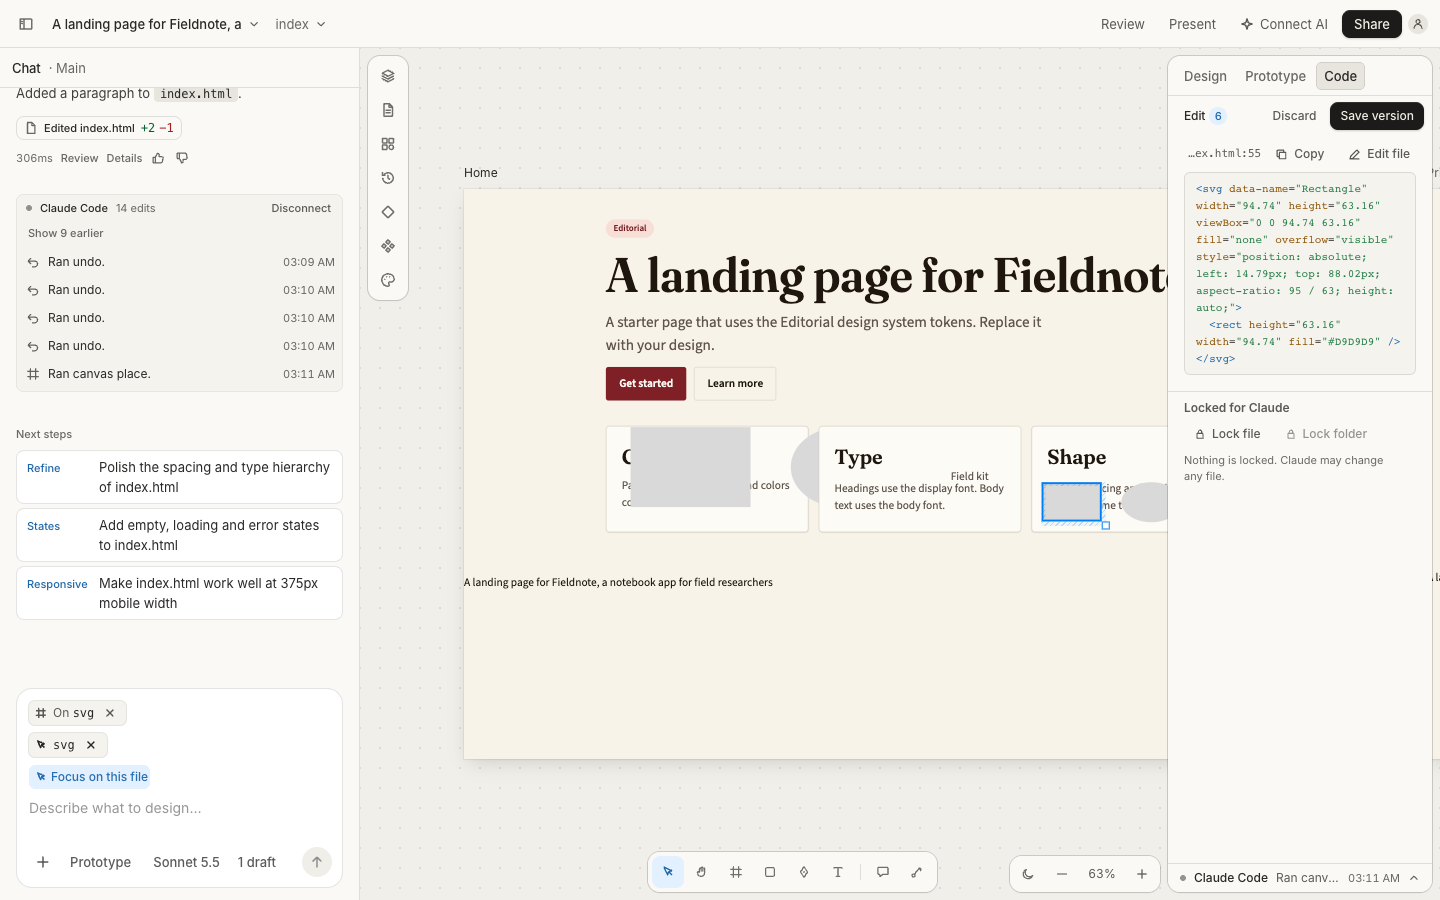 A landing page for Fieldnote, a
index
Review
Present
Connect AI
Share
Chat · Main
Added a paragraph to index.html.
Edited index.html +2 −1
306ms Review Details
Claude Code 14 edits Disconnect
Show 9 earlier
Ran undo. 03:09 AM
Ran undo. 03:10 AM
Ran undo. 03:10 AM
Ran undo. 03:10 AM
Ran canvas place. 03:11 AM
Next steps
Refine Polish the spacing and type hierarchy
of index.html
States Add empty, loading and error states
to index.html
Responsive Make index.html work well at 375px
mobile width
On svg
svg
Focus on this file
Describe what to design...
Prototype Sonnet 5.5 1 draft
Home
Editorial
A landing page for Fieldnote
A starter page that uses the Editorial design system tokens. Replace it
with your design.
Get started Learn more
colors
Type
Field kit
Headings use the display font. Body
text uses the body font.
Shape
A landing page for Fieldnote, a notebook app for field researchers
63%
Design Prototype Code
Edit 6 Discard Save version
…ex.html:55 Copy Edit file
<svg data-name="Rectangle"
width="94.74" height="63.16"
viewBox="0 0 94.74 63.16"
fill="none" overflow="visible"
style="position: absolute;
left: 14.79px; top: 88.02px;
aspect-ratio: 95 / 63; height:
auto;">
<rect height="63.16"
width="94.74" fill="#D9D9D9" />
</svg>
Locked for Claude
Lock file Lock folder
Nothing is locked. Claude may change
any file.
Claude Code Ran canv... 03:11 AM